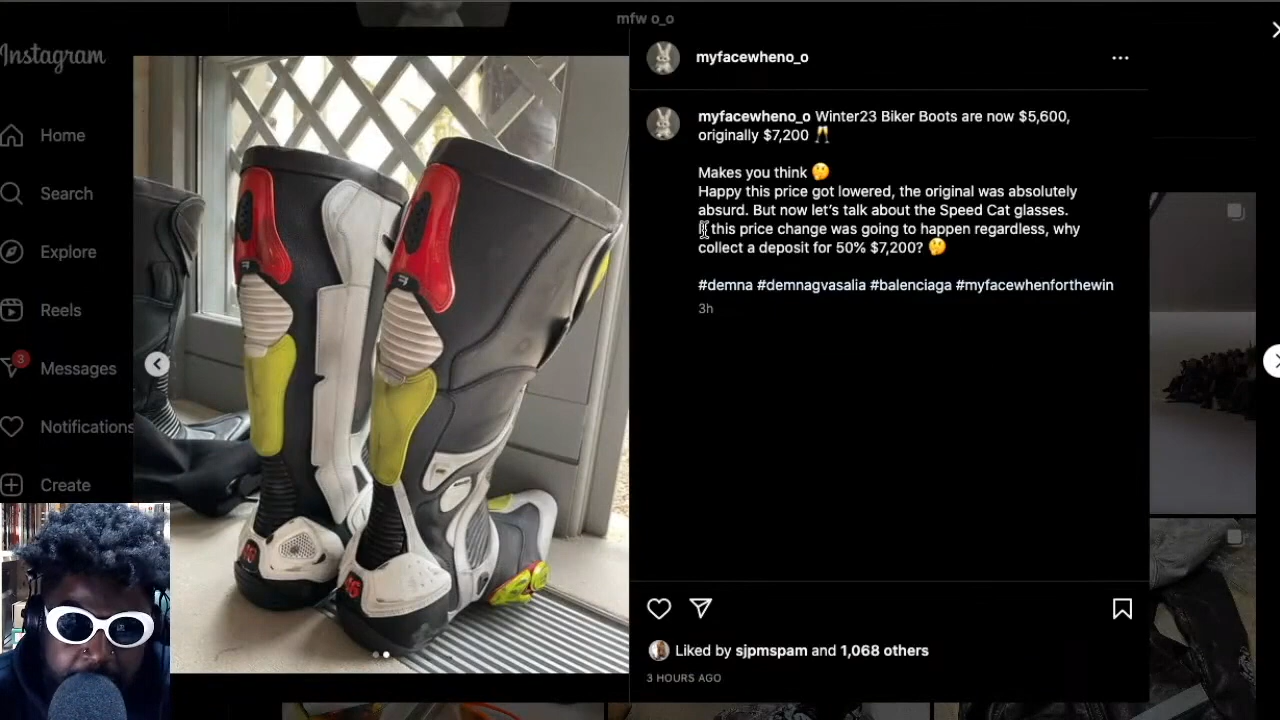 mfw o_o
Instagram
Home
Search
Explore
Reels
3
Messages
Notifications
Create
myfacewheno_o
myfacewheno_o Winter23 Biker Boots are now $5,600,
originally $7,200 🥂
Makes you think 🤔
Happy this price got lowered, the original was absolutely
absurd. But now let’s talk about the Speed Cat glasses.
If this price change was going to happen regardless, why
collect a deposit for 50% $7,200? 🤔
#demna #demnagvasalia #balenciaga #myfacewhenforthewin
3h
Liked by sjpmspam and 1,068 others
3 HOURS AGO
46